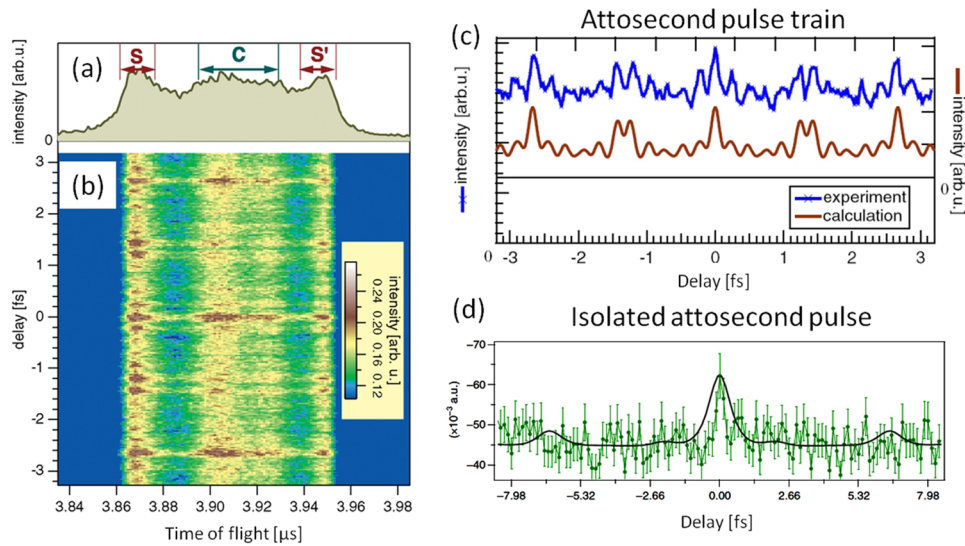 (a)
S
C
S'
intensity [arb.u.]
0
(b)
3
2
1
0
-1
-2
-3
delay [fs]
0.24
0.20
0.16
0.12
intensity [arb. u.]
3.84
3.86
3.88
3.90
3.92
3.94
3.96
3.98
Time of flight [μs]
Attosecond pulse train
(c)
intensity [arb. u.]
intensity [arb. u.]
experiment
calculation
0
0
-3
-2
-1
0
1
2
3
Delay [fs]
(d)
Isolated attosecond pulse
−70
−60
−50
−40
(×10⁻³ a.u.)
-7.98
-5.32
-2.66
0.00
2.66
5.32
7.98
Delay [fs]